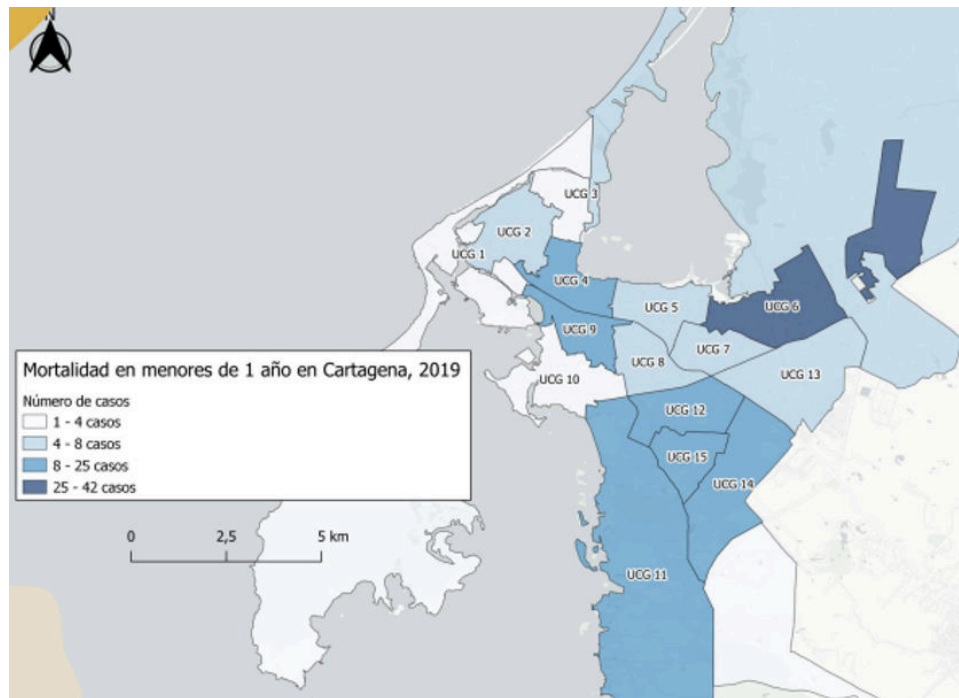 N
UCG 3
UCG 2
UCG 1
UCG 4
UCG 5
UCG 6
UCG 9
UCG 7
UCG 8
UCG 13
UCG 10
UCG 12
UCG 15
UCG 14
UCG 11
Mortalidad en menores de 1 año en Cartagena, 2019
Número de casos
1 - 4 casos
4 - 8 casos
8 - 25 casos
25 - 42 casos
0 2,5 5 km